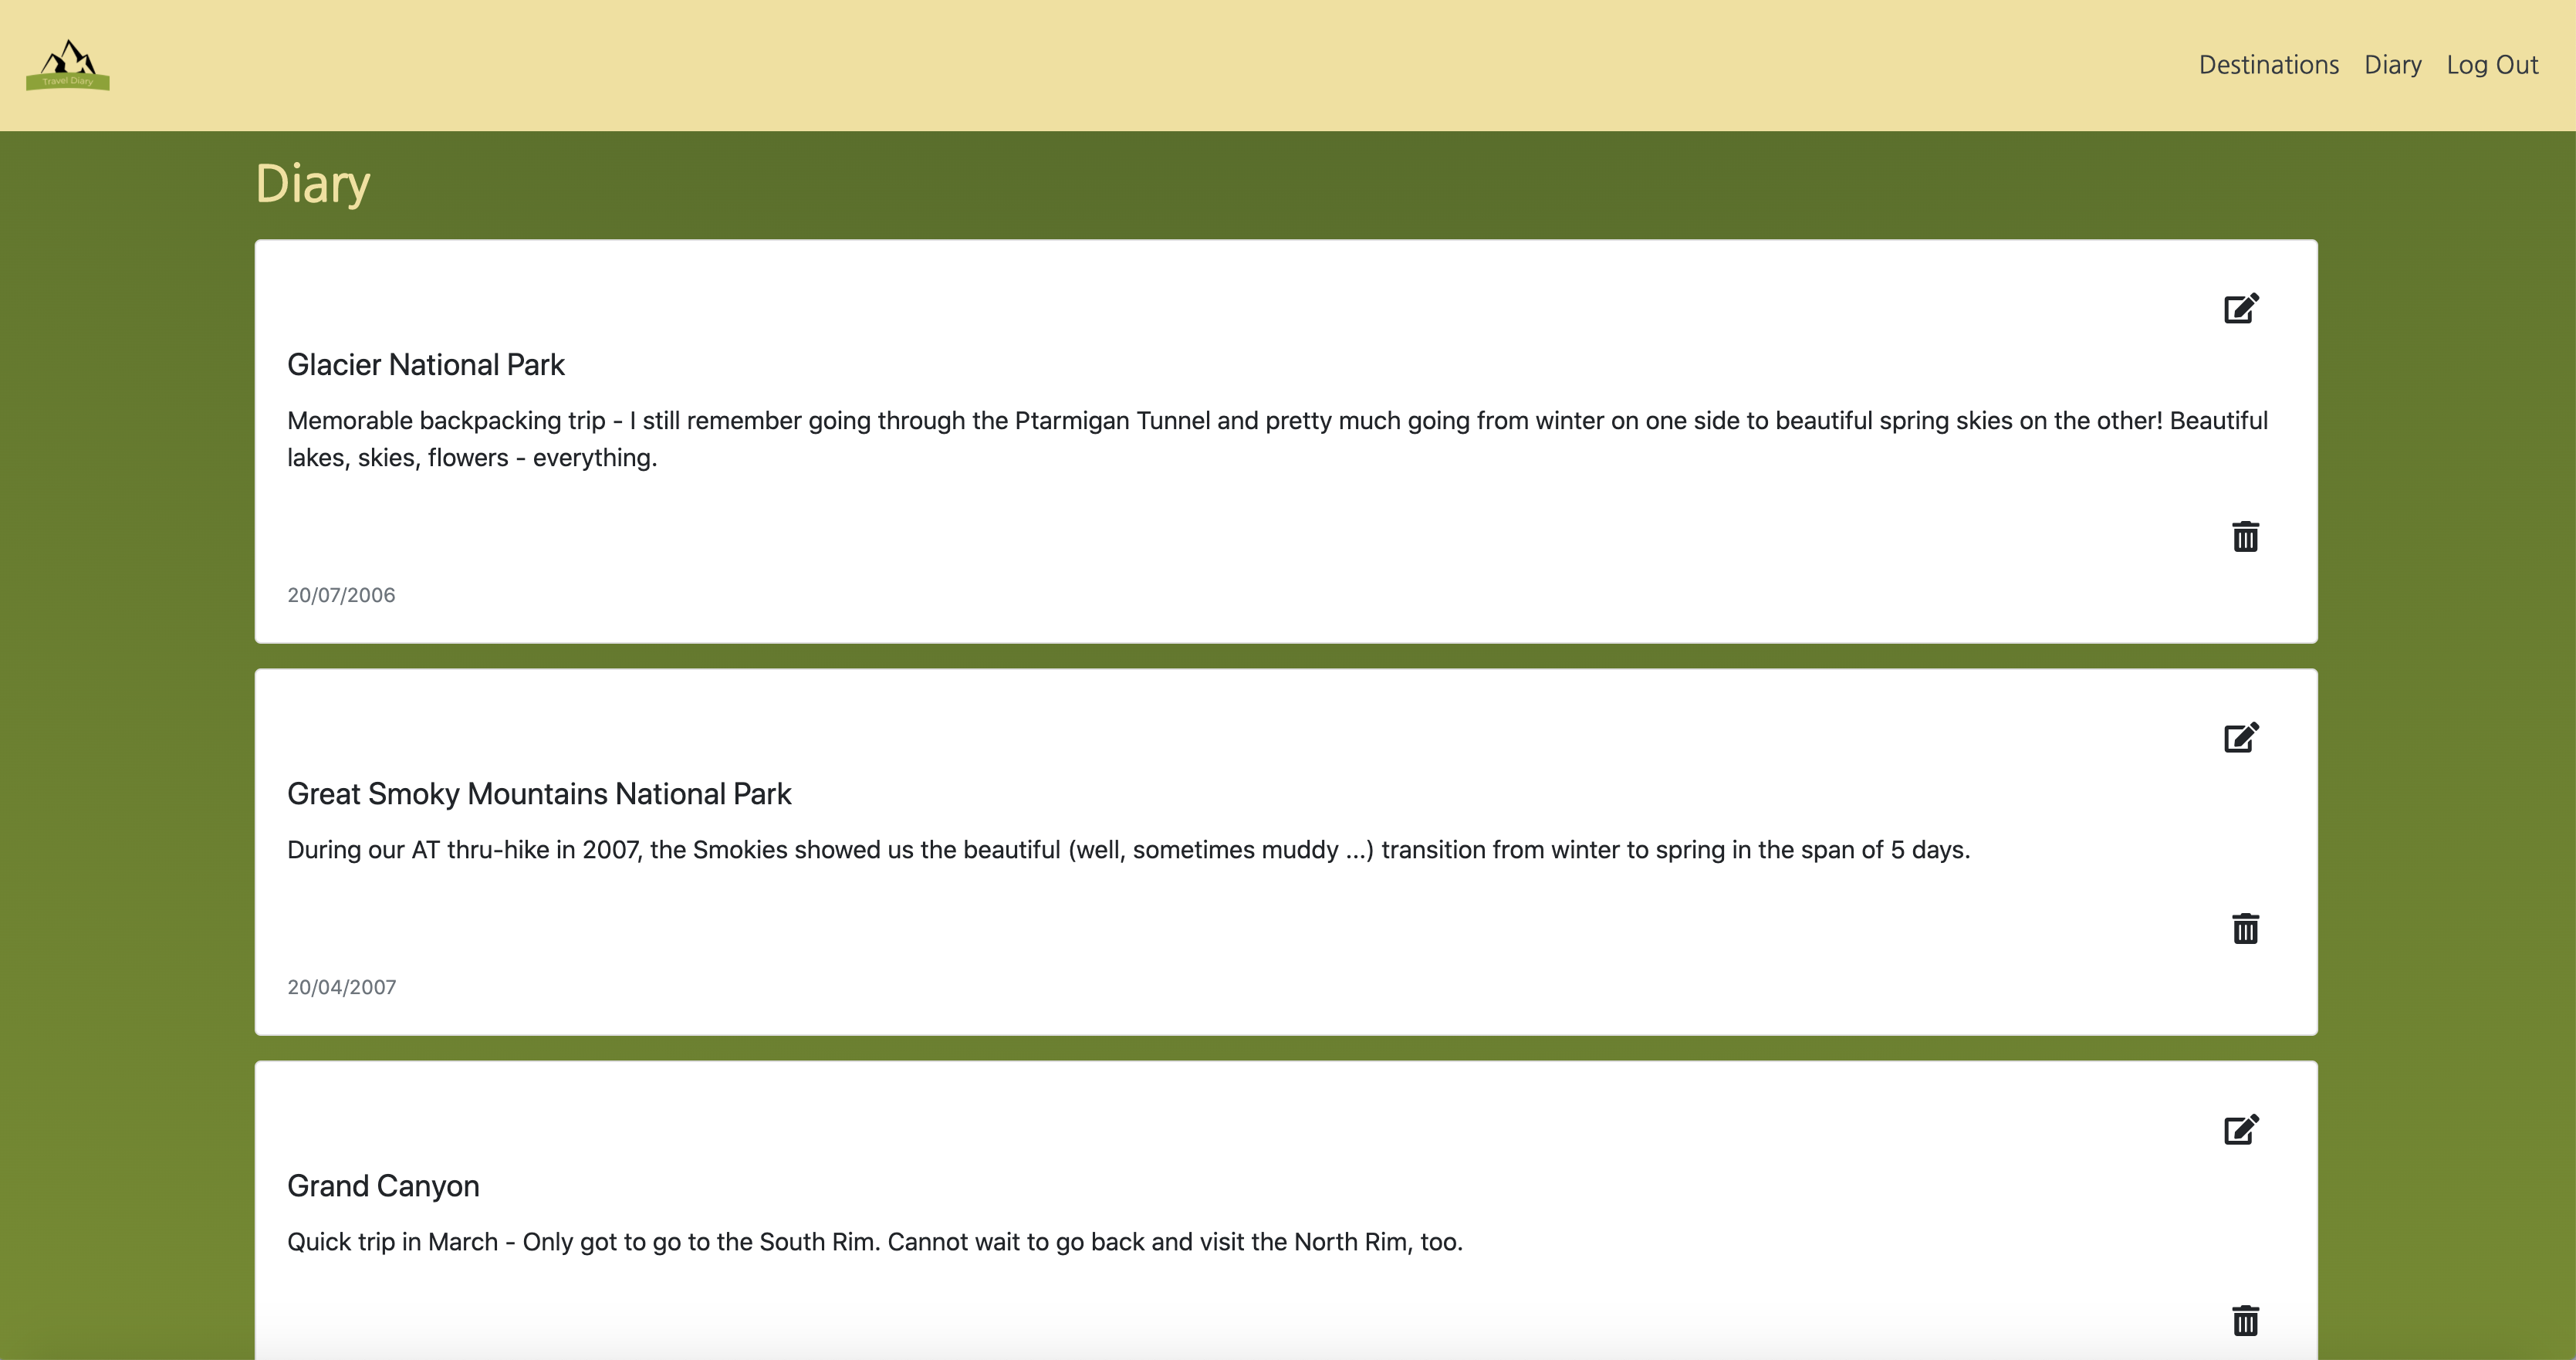 Travel Diary
Destinations Diary Log Out
Diary
Glacier National Park
Memorable backpacking trip - I still remember going through the Ptarmigan Tunnel and pretty much going from winter on one side to beautiful spring skies on the other! Beautiful
lakes, skies, flowers - everything.
20/07/2006
Great Smoky Mountains National Park
During our AT thru-hike in 2007, the Smokies showed us the beautiful (well, sometimes muddy ...) transition from winter to spring in the span of 5 days.
20/04/2007
Grand Canyon
Quick trip in March - Only got to go to the South Rim. Cannot wait to go back and visit the North Rim, too.